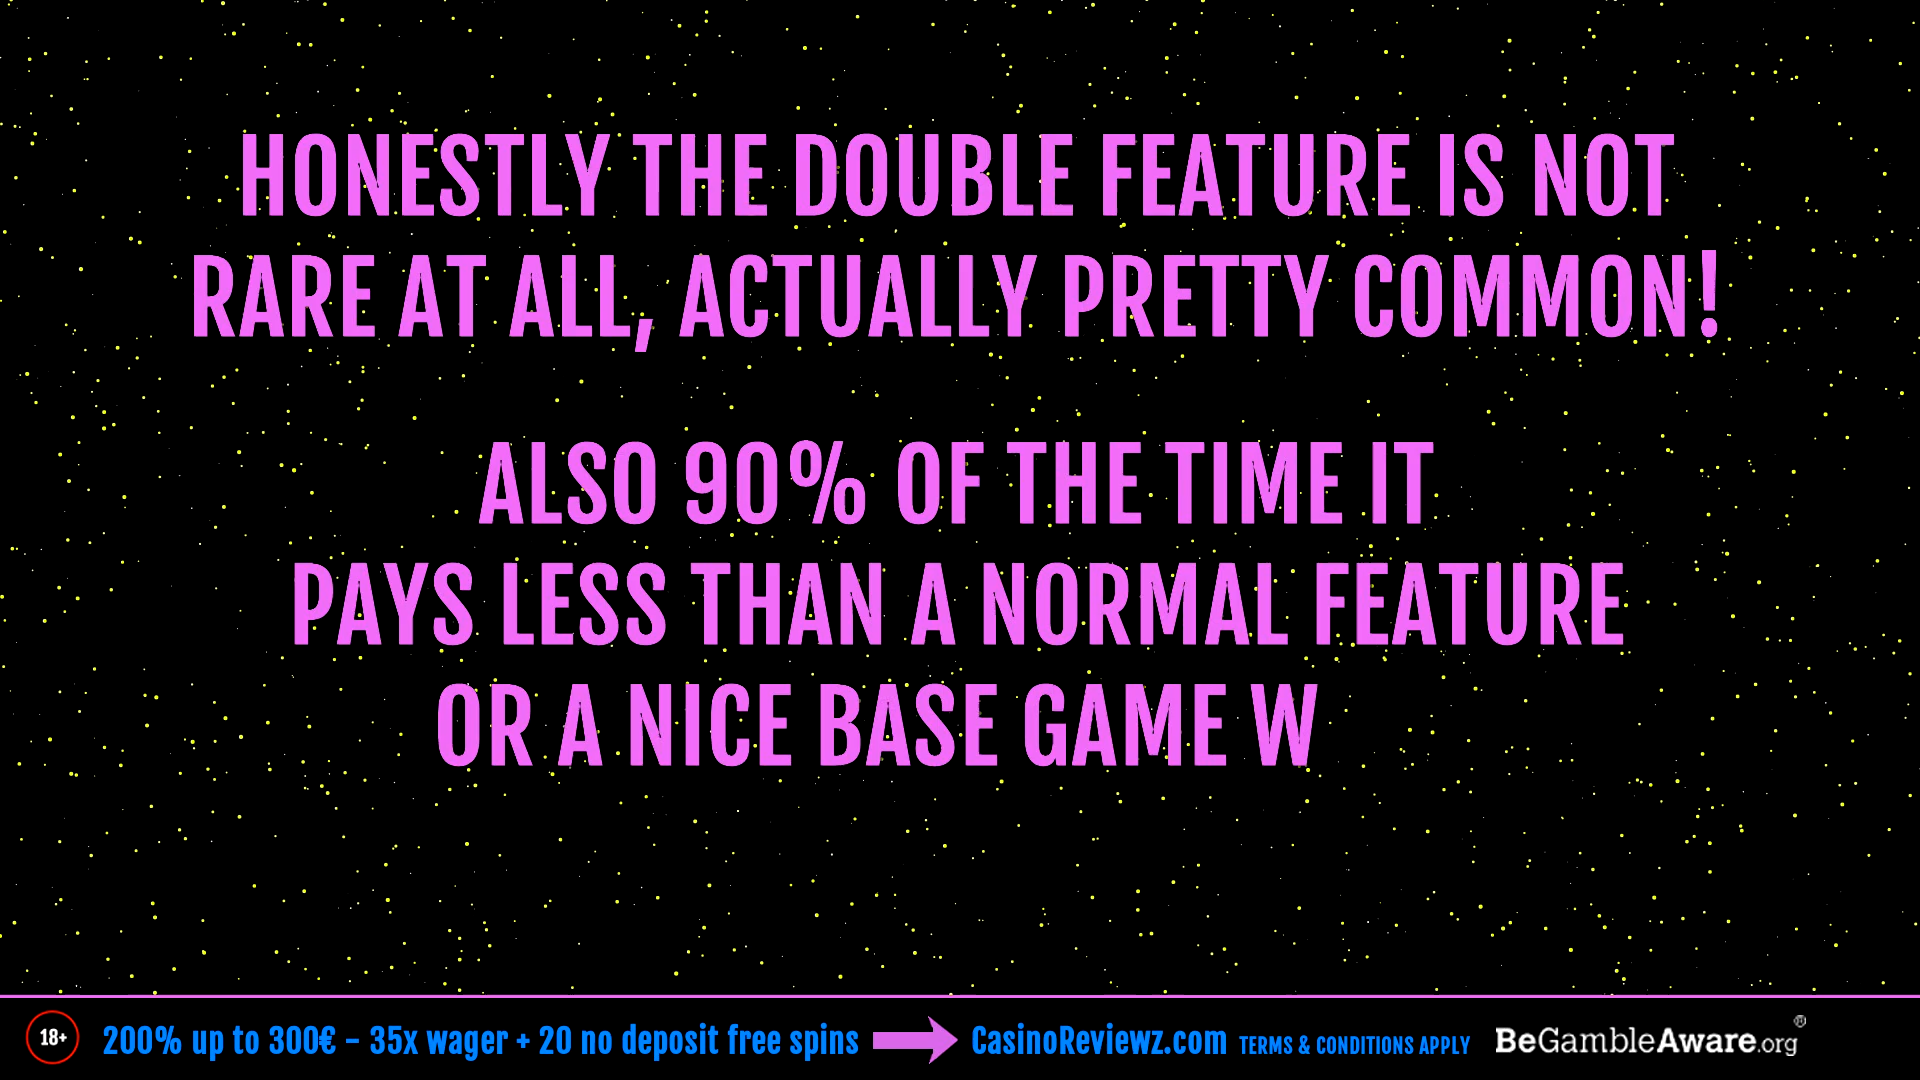 HONESTLY THE DOUBLE FEATURE IS NOT
RARE AT ALL, ACTUALLY PRETTY COMMON!
ALSO 90% OF THE TIME IT
PAYS LESS THAN A NORMAL FEATURE
OR A NICE BASE GAME W
18+ 200% up to 300€ - 35x wager + 20 no deposit free spins CasinoReviewz.com TERMS & CONDITIONS APPLY BeGambleAware.org®